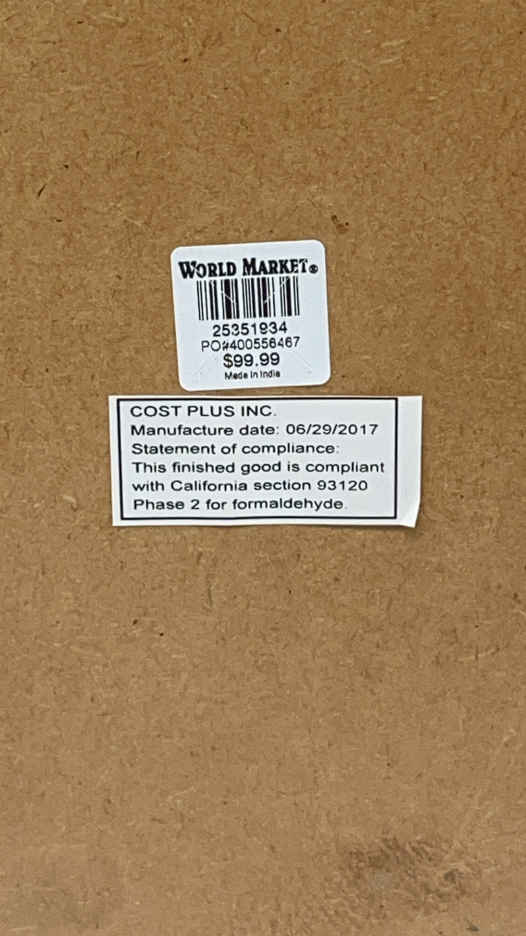 WORLD MARKET®
25351934
PO#400556467
$99.99
Made in India
COST PLUS INC.
Manufacture date: 06/29/2017
Statement of compliance:
This finished good is compliant
with California section 93120
Phase 2 for formaldehyde.